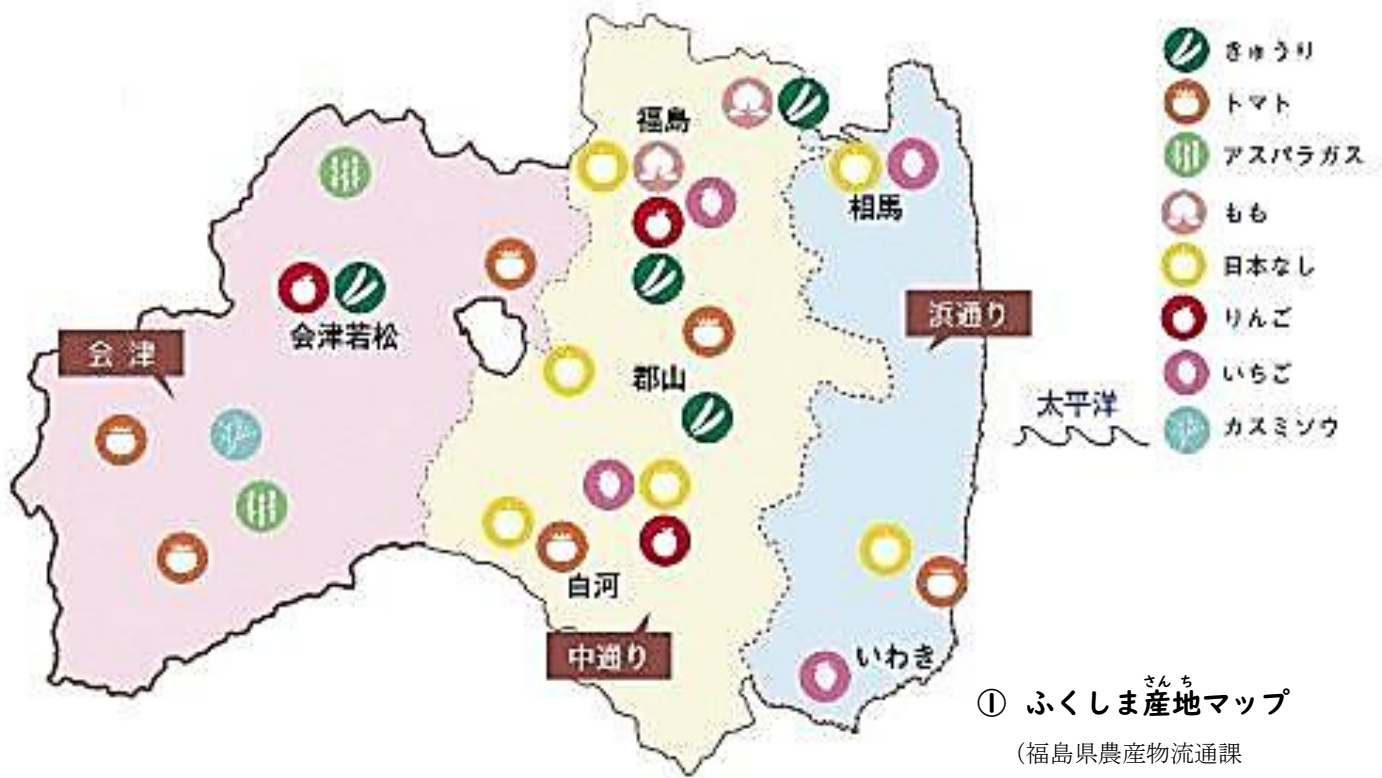 きゅうり
トマト
アスパラガス
もも
日本なし
りんご
いちご
カスミソウ
福島
相馬
浜通り
会津若松
会津
郡山
太平洋
白河
中通り
いわき
さんち
① ふくしま産地マップ
(福島県農産物流通課